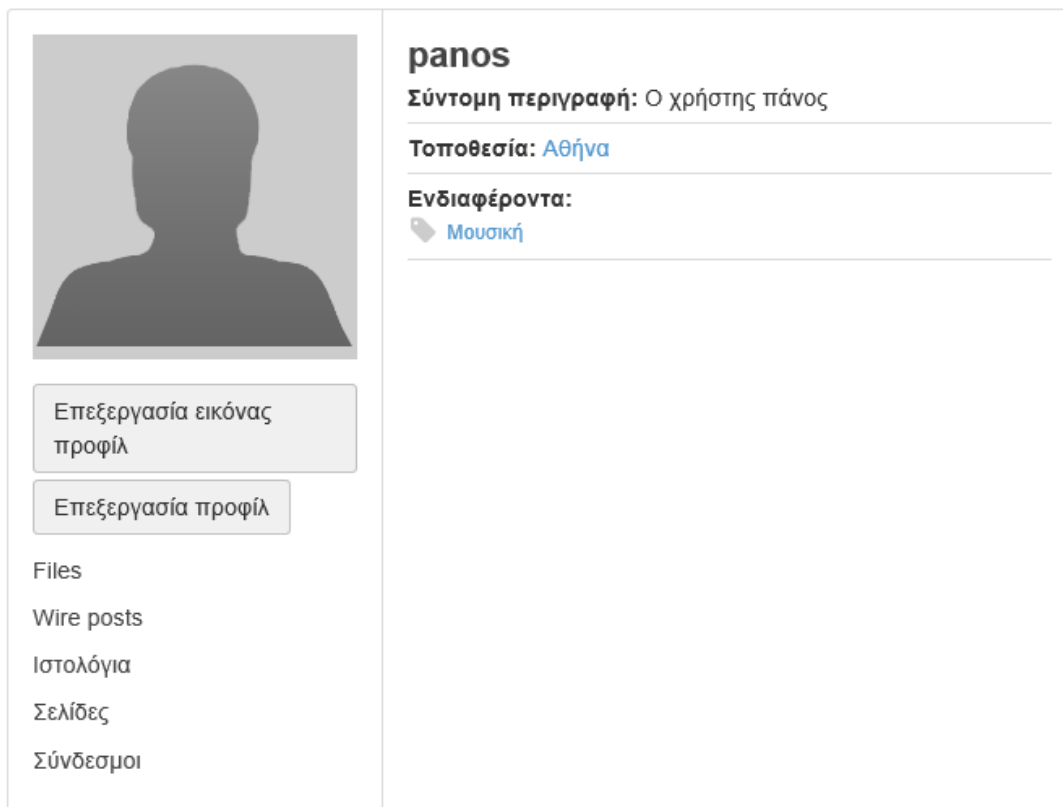 panos
Σύντομη περιγραφή: Ο χρήστης πάνος
Τοποθεσία: Αθήνα
Ενδιαφέροντα:
Μουσική
Επεξεργασία εικόνας
προφίλ
Επεξεργασία προφίλ
Files
Wire posts
Ιστολόγια
Σελίδες
Σύνδεσμοι